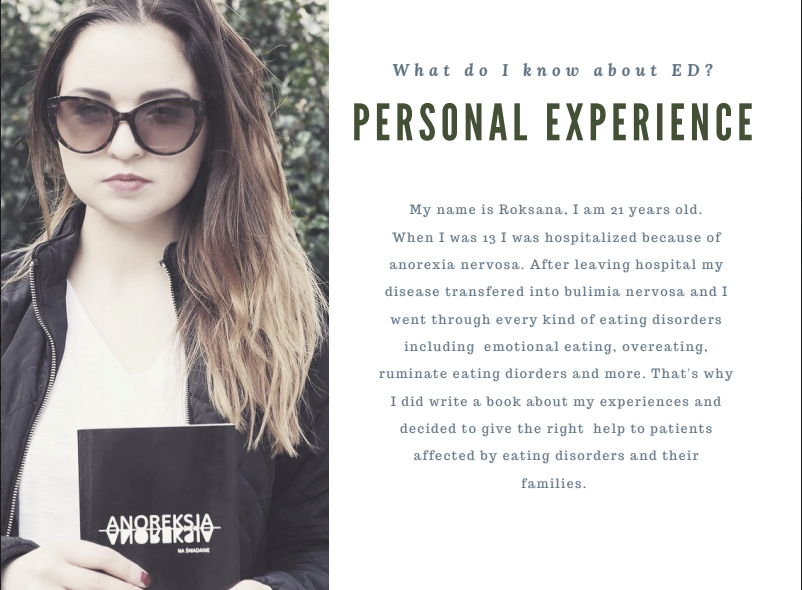 What do I know about ED?
PERSONAL EXPERIENCE
My name is Roksana, I am 21 years old.
When I was 13 I was hospitalized because of
anorexia nervosa. After leaving hospital my
disease transfered into bulimia nervosa and I
went through every kind of eating disorders
including  emotional eating, overeating,
ruminate eating diorders and more. That's why
I did write a book about my experiences and
decided to give the right  help to patients
affected by eating disorders and their
families.
ANOREKSJA
ANOREKSJA
NA ŚNIADANIE